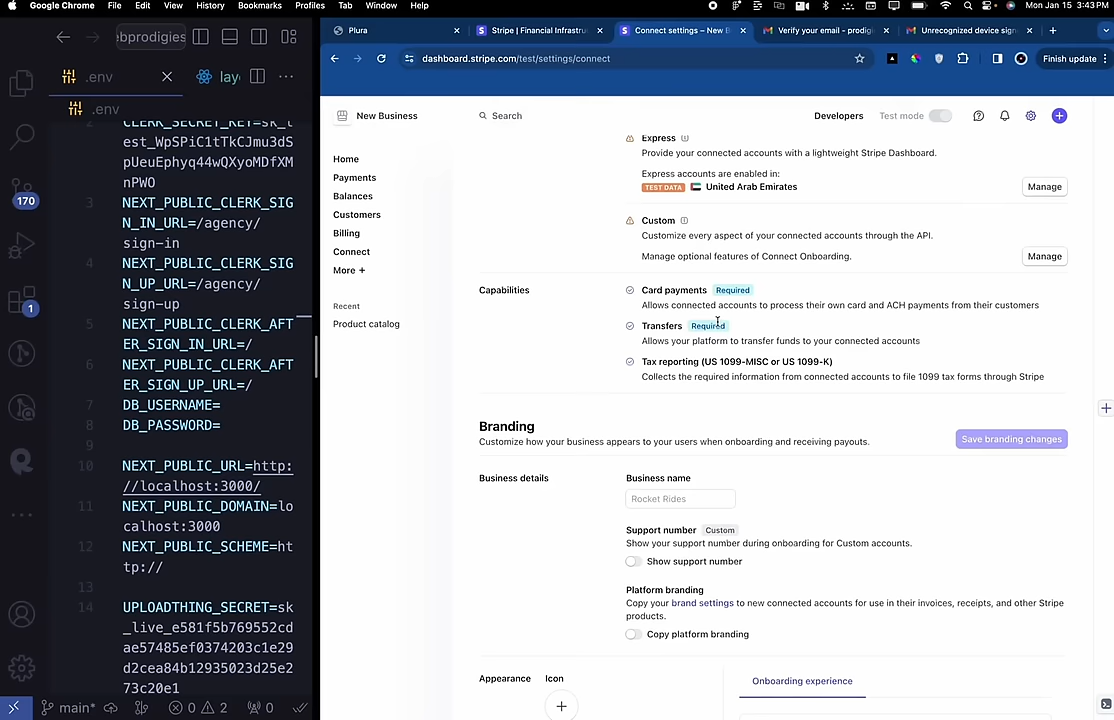 Google Chrome File Edit View History Bookmarks Profiles Tab Window Help Mon Jan 15 3:43 PM
ebprodigies
Plura
Stripe | Financial Infrastru
Connect settings – New B
Verify your email - prodigi
Unrecognized device sign
dashboard.stripe.com/test/settings/connect
Finish update
.env
lay
.env
CLERK_SECRET_KEY=sk_t
est_WpSPiC1tTkCJmu3dS
pUeuEphyq44wQXyoMDfXM
nPWO
3 NEXT_PUBLIC_CLERK_SIG
N_IN_URL=/agency/
sign-in
4 NEXT_PUBLIC_CLERK_SIG
N_UP_URL=/agency/
sign-up
5 NEXT_PUBLIC_CLERK_AFT
ER_SIGN_IN_URL=/
6 NEXT_PUBLIC_CLERK_AFT
ER_SIGN_UP_URL=/
7 DB_USERNAME=
8 DB_PASSWORD=
9
10 NEXT_PUBLIC_URL=http:
//localhost:3000/
11 NEXT_PUBLIC_DOMAIN=lo
calhost:3000
12 NEXT_PUBLIC_SCHEME=ht
tp://
13
14 UPLOADTHING_SECRET=sk
_live_e581f5b769552cd
ae57485ef0374203c1e29
d2cea84b12935023d25e2
73c20e1
170
1
main* 0 2 0
New Business
Search
Developers
Test mode
Home
Payments
Balances
Customers
Billing
Connect
More +
Recent
Product catalog
Express
Provide your connected accounts with a lightweight Stripe Dashboard.
Express accounts are enabled in:
TEST DATA United Arab Emirates
Manage
Custom
Customize every aspect of your connected accounts through the API.
Manage optional features of Connect Onboarding.
Manage
Capabilities
Card payments Required
Allows connected accounts to process their own card and ACH payments from their customers
Transfers Required
Allows your platform to transfer funds to your connected accounts
Tax reporting (US 1099-MISC or US 1099-K)
Collects the required information from connected accounts to file 1099 tax forms through Stripe
Branding
Customize how your business appears to your users when onboarding and receiving payouts.
Save branding changes
Business details
Business name
Rocket Rides
Support number Custom
Show your support number during onboarding for Custom accounts.
Show support number
Platform branding
Copy your brand settings to new connected accounts for use in their invoices, receipts, and other Stripe
products.
Copy platform branding
Appearance
Icon
Onboarding experience